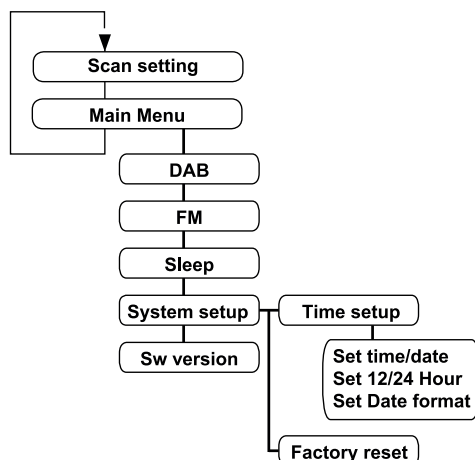 Scan setting
Main Menu
DAB
FM
Sleep
System setup
Time setup
Sw version
Set time/date
Set 12/24 Hour
Set Date format
Factory reset